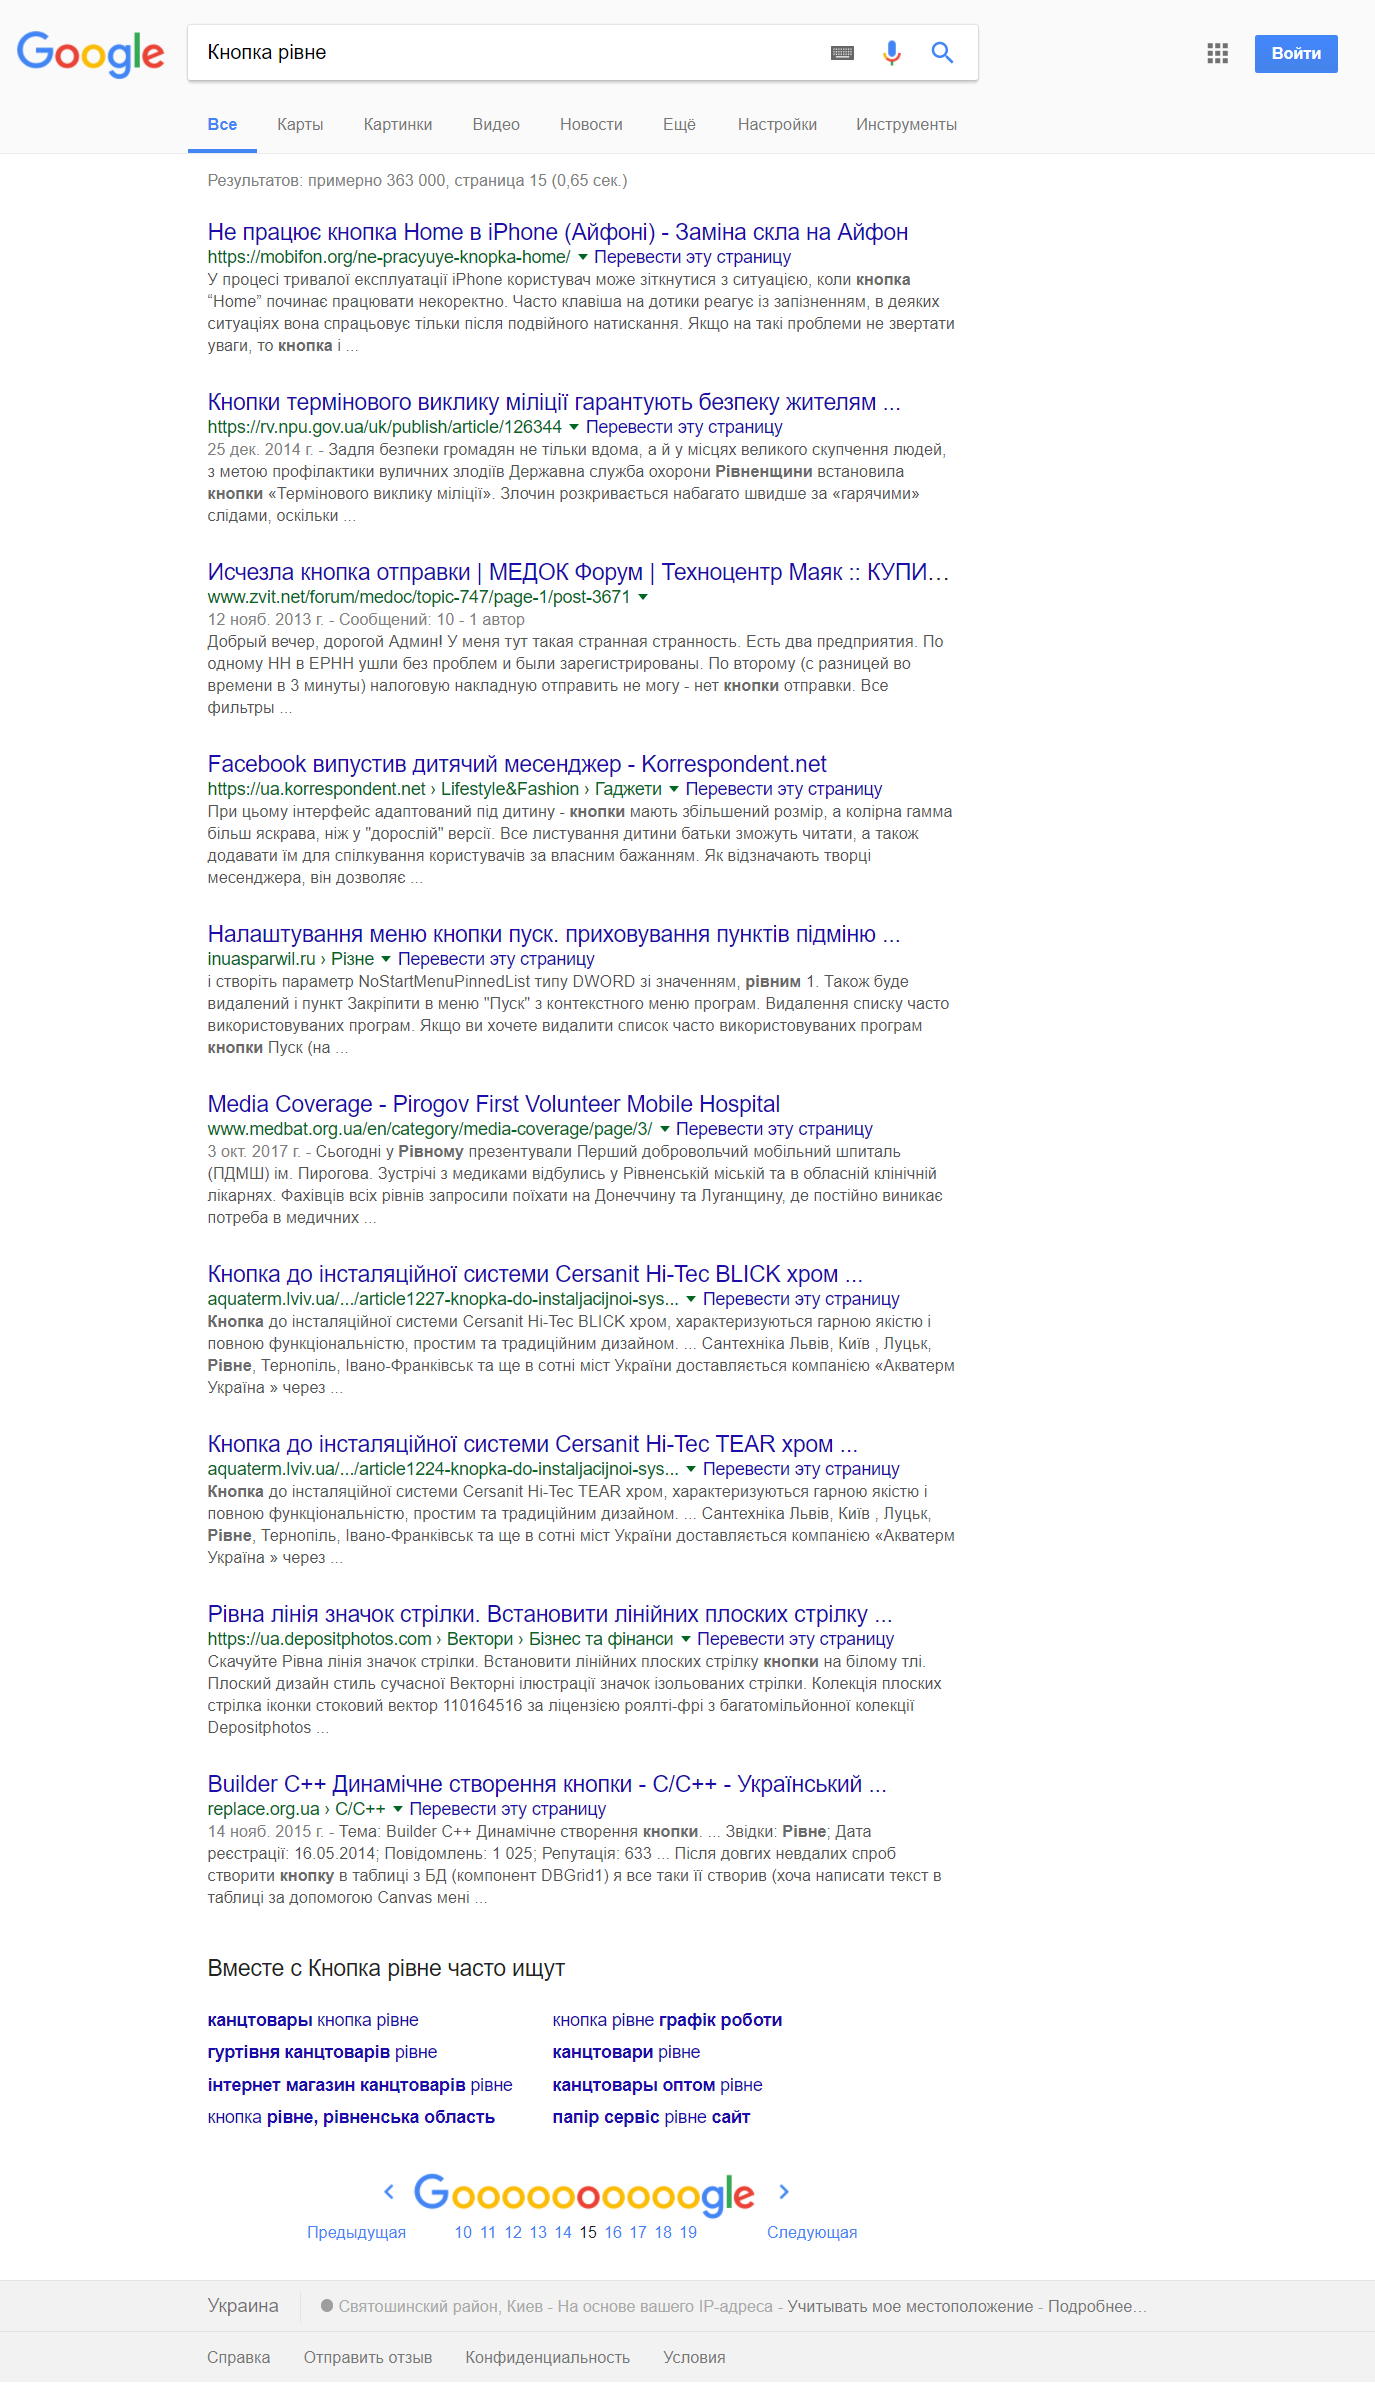 Google
Кнопка рівне
Войти
Все Карты Картинки Видео Новости Ещё Настройки Инструменты
Результатов: примерно 363 000, страница 15 (0,65 сек.)
Не працює кнопка Home в iPhone (Айфоні) - Заміна скла на Айфон
https://mobifon.org/ne-pracyuye-knopka-home/ Перевести эту страницу
У процесі тривалої експлуатації iPhone користувач може зіткнутися з ситуацією, коли кнопка
“Home” починає працювати некоректно. Часто клавіша на дотики реагує із запізненням, в деяких
ситуаціях вона спрацьовує тільки після подвійного натискання. Якщо на такі проблеми не звертати
уваги, то кнопка і ...
Кнопки термінового виклику міліції гарантують безпеку жителям ...
https://rv.npu.gov.ua/uk/publish/article/126344 Перевести эту страницу
25 дек. 2014 г. - Задля безпеки громадян не тільки вдома, а й у місцях великого скупчення людей,
з метою профілактики вуличних злодіїв Державна служба охорони Рівненщини встановила
кнопки «Термінового виклику міліції». Злочин розкривається набагато швидше за «гарячими»
слідами, оскільки ...
Исчезла кнопка отправки | МЕДОК Форум | Техноцентр Маяк :: КУПИ...
www.zvit.net/forum/medoc/topic-747/page-1/post-3671
12 нояб. 2013 г. - Сообщений: 10 - 1 автор
Добрый вечер, дорогой Админ! У меня тут такая странная странность. Есть два предприятия. По
одному НН в ЕРНН ушли без проблем и были зарегистрированы. По второму (с разницей во
времени в 3 минуты) налоговую накладную отправить не могу - нет кнопки отправки. Все
фильтры ...
Facebook випустив дитячий месенджер - Korrespondent.net
https://ua.korrespondent.net › Lifestyle&Fashion › Гаджети Перевести эту страницу
При цьому інтерфейс адаптований під дитину - кнопки мають збільшений розмір, а колірна гамма
більш яскрава, ніж у "дорослій" версії. Все листування дитини батьки зможуть читати, а також
додавати їм для спілкування користувачів за власним бажанням. Як відзначають творці
месенджера, він дозволяє ...
Налаштування меню кнопки пуск. приховування пунктів підміню ...
inuasparwil.ru › Різне Перевести эту страницу
і створіть параметр NoStartMenuPinnedList типу DWORD зі значенням, рівним 1. Також буде
видалений і пункт Закріпити в меню "Пуск" з контекстного меню програм. Видалення списку часто
використовуваних програм. Якщо ви хочете видалити список часто використовуваних програм
кнопки Пуск (на ...
Media Coverage - Pirogov First Volunteer Mobile Hospital
www.medbat.org.ua/en/category/media-coverage/page/3/ Перевести эту страницу
3 окт. 2017 г. - Сьогодні у Рівному презентували Перший добровольчий мобільний шпиталь
(ПДМШ) ім. Пирогова. Зустрічі з медиками відбулись у Рівненській міській та в обласній клінічній
лікарнях. Фахівців всіх рівнів запросили поїхати на Донеччину та Луганщину, де постійно виникає
потреба в медичних ...
Кнопка до інсталяційної системи Cersanit Hi-Tec BLICK хром ...
aquaterm.lviv.ua/.../article1227-knopka-do-instaljacijnoi-sys... Перевести эту страницу
Кнопка до інсталяційної системи Cersanit Hi-Tec BLICK хром, характеризуються гарною якістю і
повною функціональністю, простим та традиційним дизайном. ... Сантехніка Львів, Київ , Луцьк,
Рівне, Тернопіль, Івано-Франківськ та ще в сотні міст України доставляється компанією «Акватерм
Україна » через ...
Кнопка до інсталяційної системи Cersanit Hi-Tec TEAR хром ...
aquaterm.lviv.ua/.../article1224-knopka-do-instaljacijnoi-sys... Перевести эту страницу
Кнопка до інсталяційної системи Cersanit Hi-Tec TEAR хром, характеризуються гарною якістю і
повною функціональністю, простим та традиційним дизайном. ... Сантехніка Львів, Київ , Луцьк,
Рівне, Тернопіль, Івано-Франківськ та ще в сотні міст України доставляється компанією «Акватерм
Україна » через ...
Рівна лінія значок стрілки. Встановити лінійних плоских стрілку ...
https://ua.depositphotos.com › Вектори › Бізнес та фінанси Перевести эту страницу
Скачуйте Рівна лінія значок стрілки. Встановити лінійних плоских стрілку кнопки на білому тлі.
Плоский дизайн стиль сучасної Векторні ілюстрації значок ізольованих стрілки. Колекція плоских
стрілка іконки стоковий вектор 110164516 за ліцензією роялті-фрі з багатомільйонної колекції
Depositphotos ...
Builder C++ Динамічне створення кнопки - C/C++ - Український ...
replace.org.ua › C/C++ Перевести эту страницу
14 нояб. 2015 г. - Тема: Builder C++ Динамічне створення кнопки. ... Звідки: Рівне; Дата
реєстрації: 16.05.2014; Повідомлень: 1 025; Репутація: 633 ... Після довгих невдалих спроб
створити кнопку в таблиці з БД (компонент DBGrid1) я все таки її створив (хоча написати текст в
таблиці за допомогою Canvas мені ...
Вместе с Кнопка рівне часто ищут
канцтовары кнопка рівне кнопка рівне графік роботи
гуртівня канцтоварів рівне канцтовари рівне
інтернет магазин канцтоварів рівне канцтовары оптом рівне
кнопка рівне, рівненська область папір сервіс рівне сайт
Goooooooooogle
Предыдущая 10 11 12 13 14 15 16 17 18 19 Следующая
Украина Святошинский район, Киев - На основе вашего IP-адреса - Учитывать мое местоположение - Подробнее...
Справка Отправить отзыв Конфиденциальность Условия